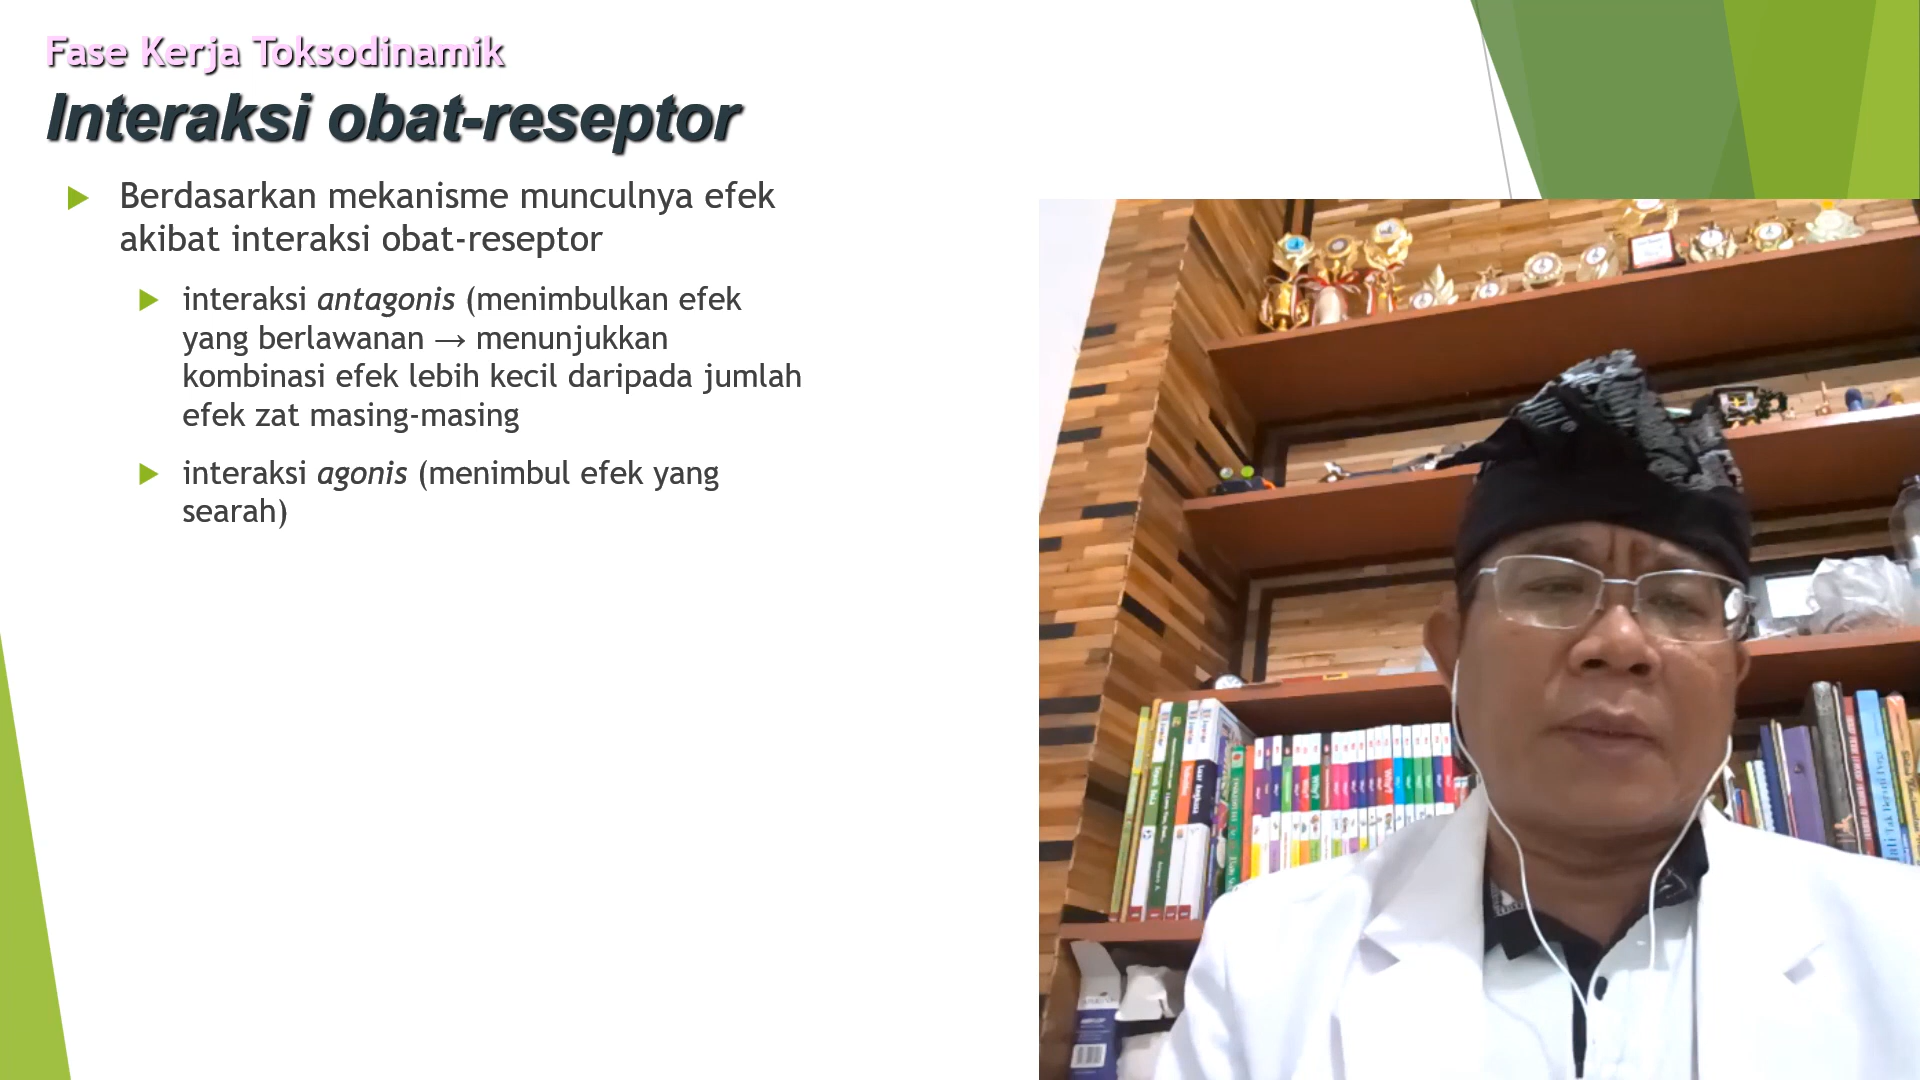 Fase Kerja Toksodinamik
Interaksi obat-reseptor
Berdasarkan mekanisme munculnya efek
akibat interaksi obat-reseptor
interaksi antagonis (menimbulkan efek
yang berlawanan → menunjukkan
kombinasi efek lebih kecil daripada jumlah
efek zat masing-masing
interaksi agonis (menimbul efek yang
searah)